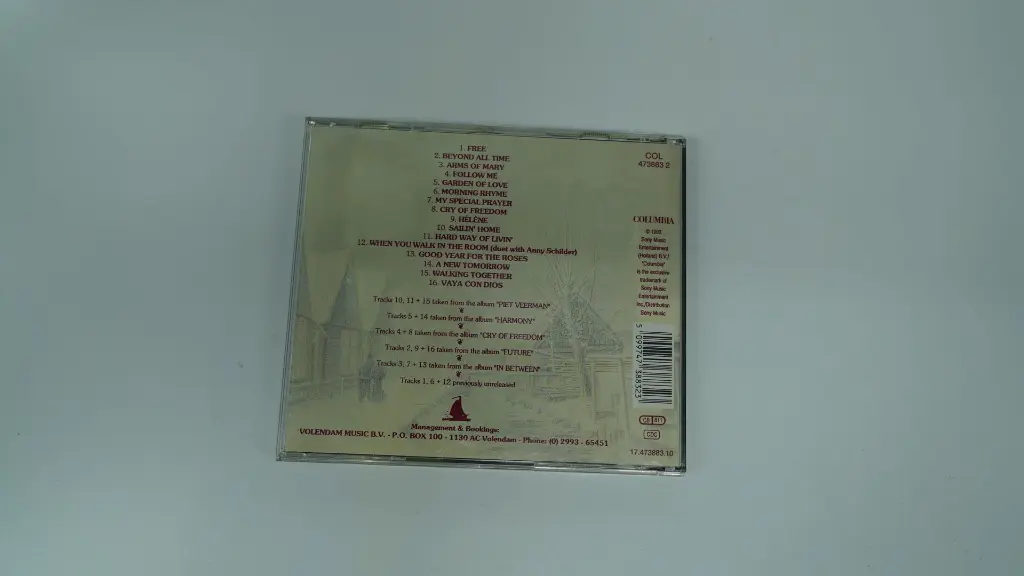 1. FREE
2. BEYOND ALL TIME
3. ARMS OF MARY
4. FOLLOW ME
5. GARDEN OF LOVE
6. MORNING RHYME
7. MY SPECIAL PRAYER
8. CRY OF FREEDOM
9. HÉLÈNE
10. SAILIN' HOME
11. HARD WAY OF LIVIN'
12. WHEN YOU WALK IN THE ROOM (duet with Anny Schilder)
13. GOOD YEAR FOR THE ROSES
14. A NEW TOMORROW
15. WALKING TOGETHER
16. VAYA CON DIOS
Tracks 10, 11 + 15 taken from the album "PIET VEERMAN"
Tracks 5 + 14 taken from the album "HARMONY"
Tracks 4 + 8 taken from the album "CRY OF FREEDOM"
Tracks 2, 9 + 16 taken from the album "FUTURE"
Tracks 3, 7 + 13 taken from the album "IN BETWEEN"
Tracks 1, 6 + 12 previously unreleased
Management & Bookings:
VOLENDAM MUSIC B.V. - P.O. BOX 100 - 1130 AC Volendam - Phone: (0) 2993 - 65451
COL
473883 2
COLUMBIA
Sony Music
Entertainment
(Holland) B.V./
"Columbia"
is the exclusive
trademark of
Sony Music
Entertainment
Inc./Distribution
Sony Music
5 099747 388323
CDC
17.473883.10